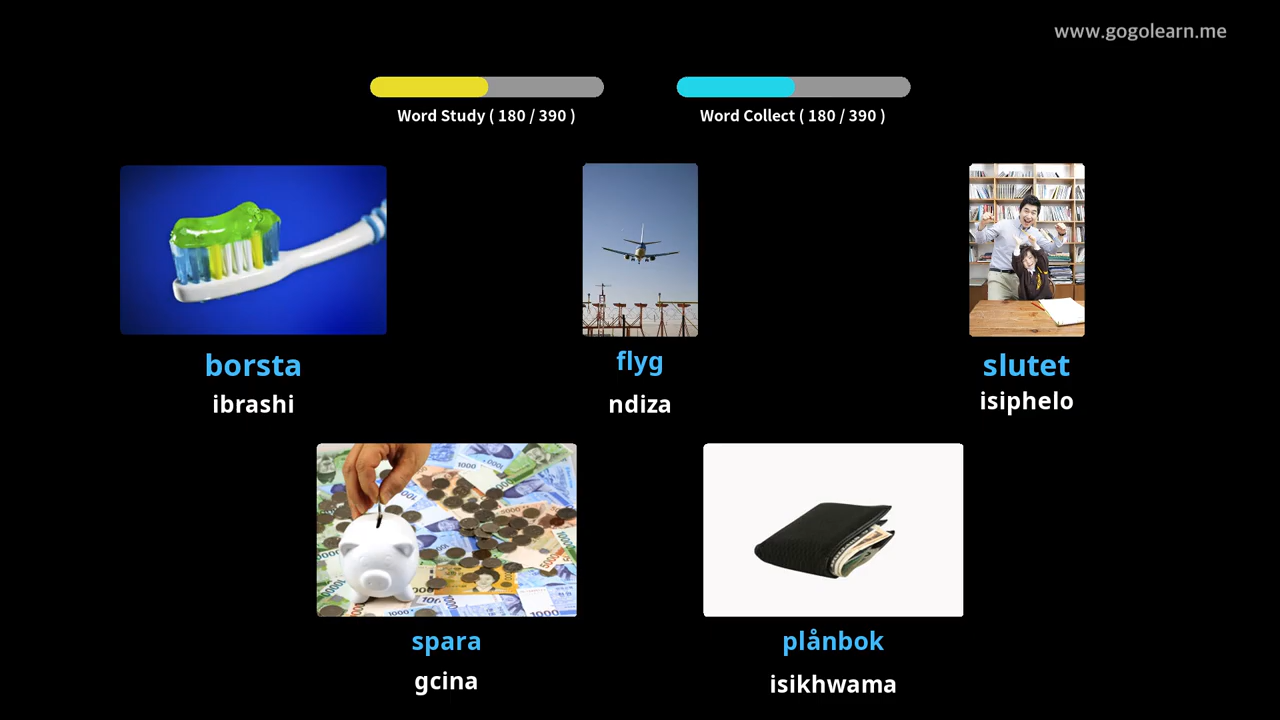 www.gogolearn.me
Word Study ( 180 / 390 )
Word Collect ( 180 / 390 )
borsta
ibrashi
flyg
ndiza
slutet
isiphelo
spara
gcina
plånbok
isikhwama